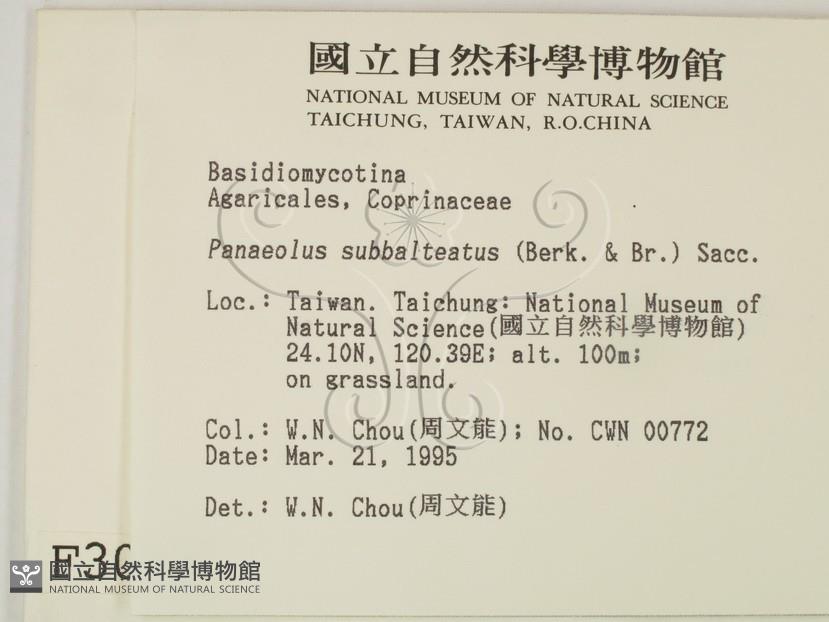 國立自然科學博物館
NATIONAL MUSEUM OF NATURAL SCIENCE
TAICHUNG, TAIWAN, R.O.CHINA
Basidiomycotina
Agaricales, Coprinaceae
Panaeolus subbalteatus (Berk. & Br.) Sacc.
Loc.: Taiwan. Taichung: National Museum of
Natural Science(國立自然科學博物館)
24.10N, 120.39E; alt. 100m;
on grassland.
Col.: W.N. Chou(周文能); No. CWN 00772
Date: Mar. 21, 1995
Det.: W.N. Chou(周文能)
國立自然科學博物館
NATIONAL MUSEUM OF NATURAL SCIENCE